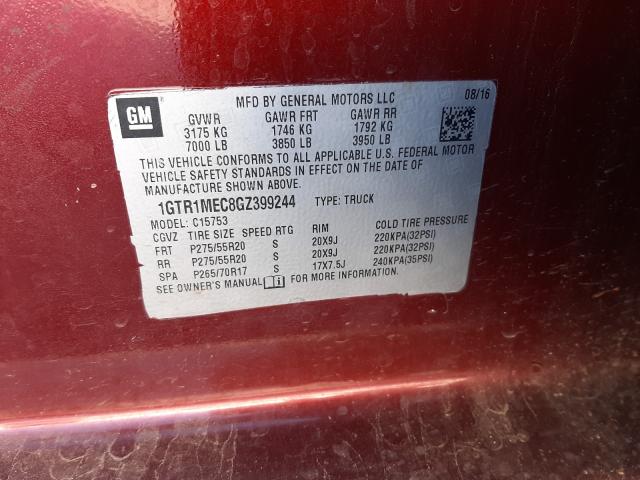 GM
MFD BY GENERAL MOTORS LLC 08/16
GVWR GAWR FRT GAWR RR
3175 KG 1746 KG 1792 KG
7000 LB 3850 LB 3950 LB
THIS VEHICLE CONFORMS TO ALL APPLICABLE U.S. FEDERAL MOTOR
VEHICLE SAFETY STANDARDS IN EFFECT ON THE DATE OF
MANUFACTURE SHOWN ABOVE.
1GTR1MEC8GZ399244 TYPE: TRUCK
MODEL: C15753
CGVZ TIRE SIZE SPEED RTG RIM COLD TIRE PRESSURE
FRT P275/55R20 S 20X9J 220KPA(32PSI)
RR P275/55R20 S 20X9J 220KPA(32PSI)
SPA P265/70R17 S 17X7.5J 240KPA(35PSI)
SEE OWNER'S MANUAL FOR MORE INFORMATION.